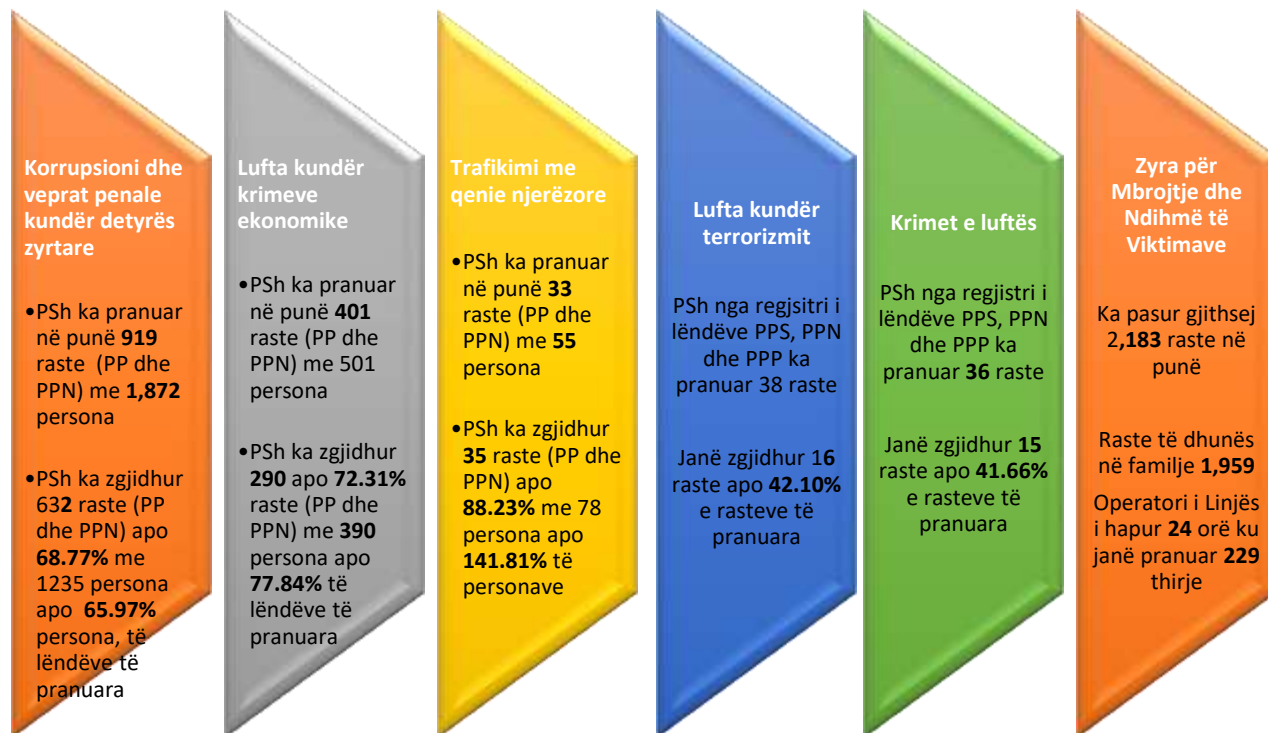 Korrupsioni dhe
veprat penale
kundër detyrës
zyrtare
•PSh ka pranuar
në punë 919
raste (PP dhe
PPN) me 1,872
persona
•PSh ka zgjidhur
632 raste (PP
dhe PPN) apo
68.77% me
1235 persona
apo 65.97%
persona, të
lëndëve të
pranuara
Lufta kundër
krimeve
ekonomike
•PSh ka pranuar
në punë 401
raste (PP dhe
PPN) me 501
persona
•PSh ka zgjidhur
290 apo 72.31%
raste (PP dhe
PPN) me 390
persona apo
77.84% të
lëndëve të
pranuara
Trafikimi me
qenie njerëzore
•PSh ka pranuar
në punë 33
raste (PP dhe
PPN) me 55
persona
•PSh ka zgjidhur
35 raste (PP dhe
PPN) apo
88.23% me 78
persona apo
141.81% të
personave
Lufta kundër
terrorizmit
PSh nga regjsitri i
lëndëve PPS, PPN
dhe PPP ka
pranuar 38 raste
Janë zgjidhur 16
raste apo 42.10%
e rasteve të
pranuara
Krimet e luftës
PSh nga regjistri i
lëndëve PPS, PPN
dhe PPP ka
pranuar 36 raste
Janë zgjidhur 15
raste apo 41.66%
e rasteve të
pranuara
Zyra për
Mbrojtje dhe
Ndihmë të
Viktimave
Ka pasur gjithsej
2,183 raste në
punë
Raste të dhunës
në familje 1,959
Operatori i Linjës
i hapur 24 orë ku
janë pranuar 229
thirje